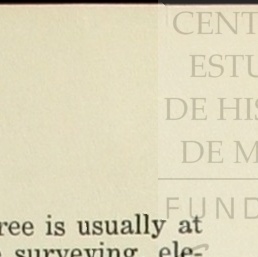 CENT
ESTU
DE HIS
DE M
FUND
ree is usually at
surveying, ele-